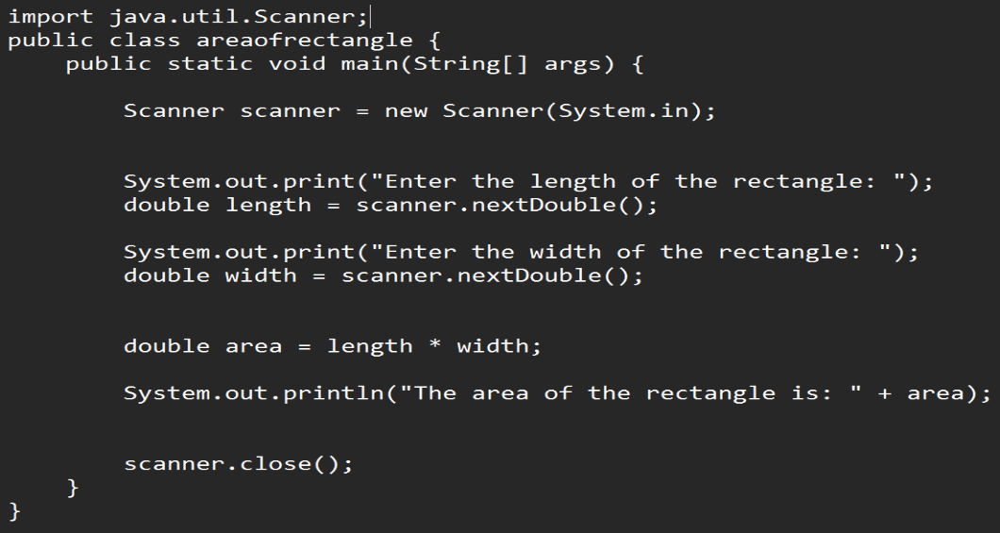 import java.util.Scanner;
public class areaofrectangle {
    public static void main(String[] args) {
        Scanner scanner = new Scanner(System.in);
        System.out.print("Enter the length of the rectangle: ");
        double length = scanner.nextDouble();
        System.out.print("Enter the width of the rectangle: ");
        double width = scanner.nextDouble();
        double area = length * width;
        System.out.println("The area of the rectangle is: " + area);
        scanner.close();
    }
}